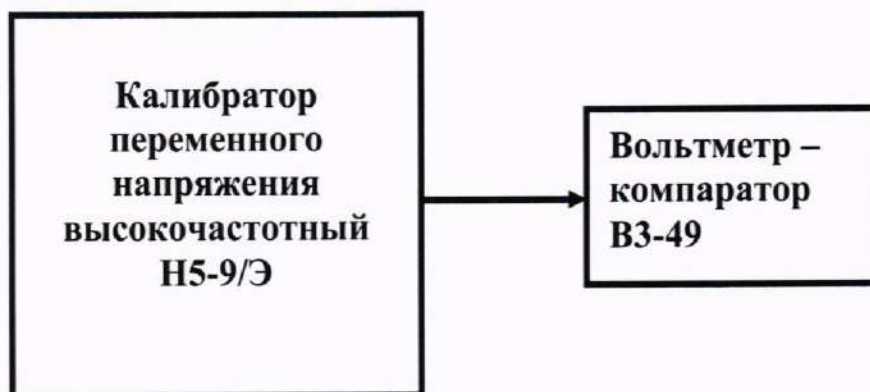 Калибратор
переменного
напряжения
высокочастотный
Н5-9/Э
Вольтметр –
компаратор
В3-49